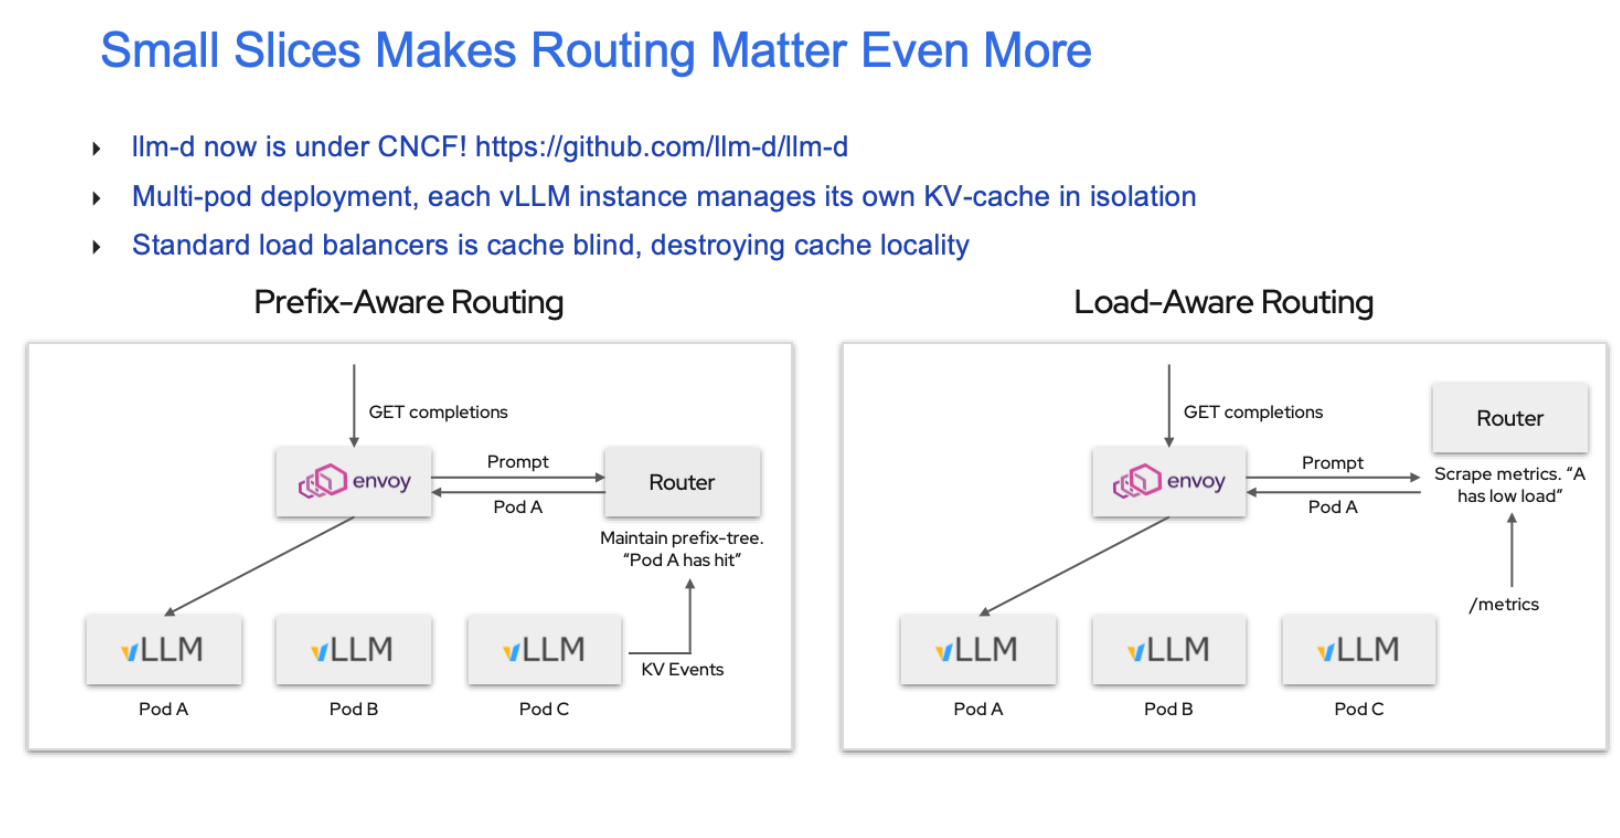 Small Slices Makes Routing Matter Even More
llm-d now is under CNCF! https://github.com/llm-d/llm-d
Multi-pod deployment, each vLLM instance manages its own KV-cache in isolation
Standard load balancers is cache blind, destroying cache locality
Prefix-Aware Routing
GET completions
envoy
Prompt
Pod A
Router
Maintain prefix-tree.
“Pod A has hit”
vLLM
vLLM
vLLM
KV Events
Pod A
Pod B
Pod C
Load-Aware Routing
GET completions
envoy
Prompt
Pod A
Router
Scrape metrics. “A
has low load”
/metrics
vLLM
vLLM
vLLM
Pod A
Pod B
Pod C